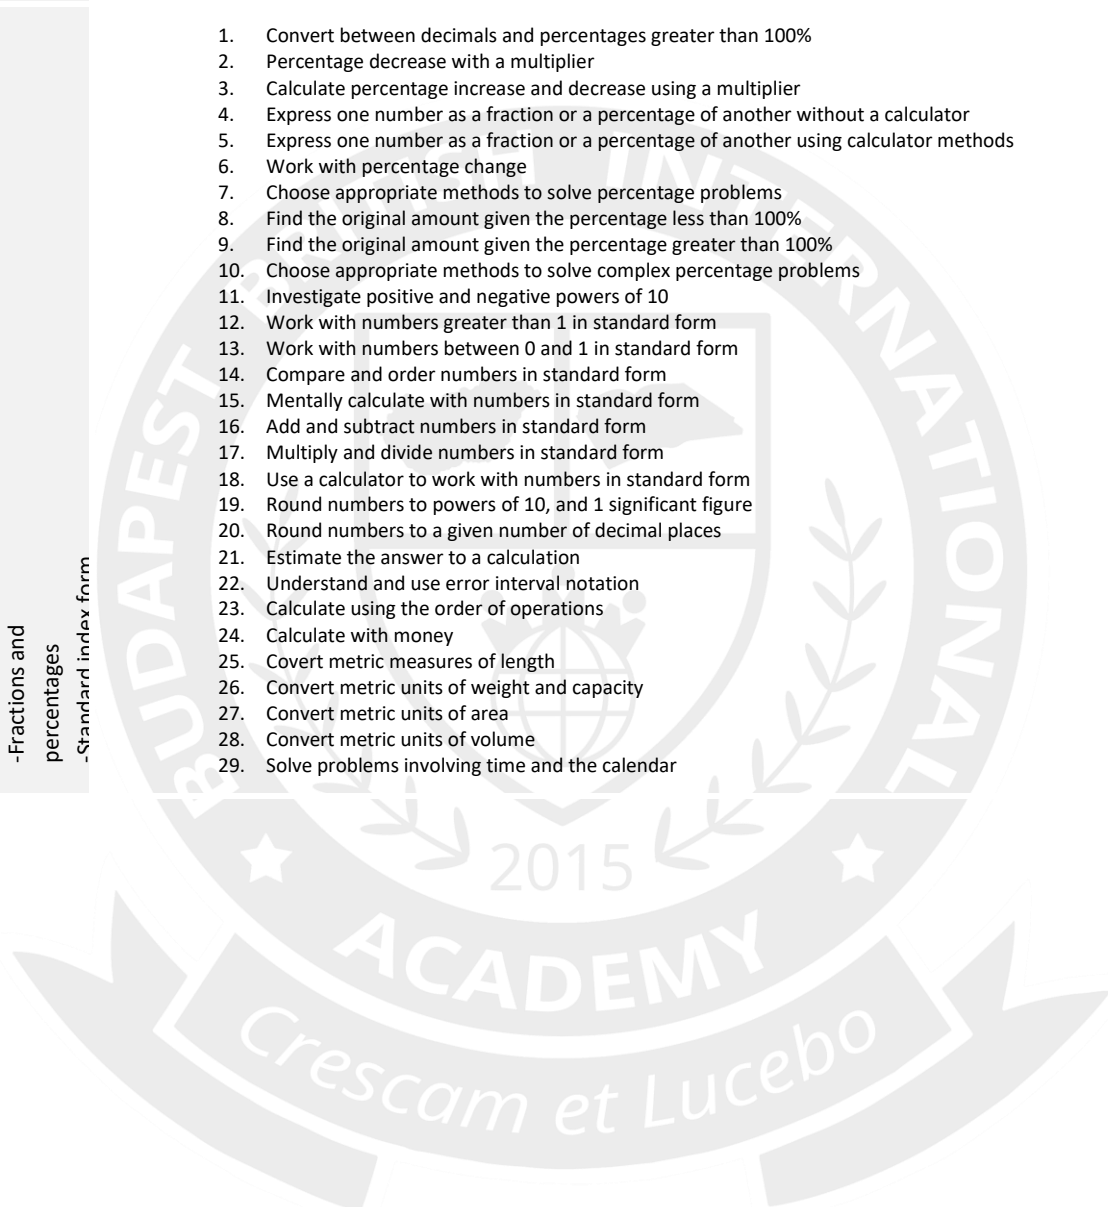 1. Convert between decimals and percentages greater than 100%
2. Percentage decrease with a multiplier
3. Calculate percentage increase and decrease using a multiplier
4. Express one number as a fraction or a percentage of another without a calculator
5. Express one number as a fraction or a percentage of another using calculator methods
6. Work with percentage change
7. Choose appropriate methods to solve percentage problems
8. Find the original amount given the percentage less than 100%
9. Find the original amount given the percentage greater than 100%
10. Choose appropriate methods to solve complex percentage problems
11. Investigate positive and negative powers of 10
12. Work with numbers greater than 1 in standard form
13. Work with numbers between 0 and 1 in standard form
14. Compare and order numbers in standard form
15. Mentally calculate with numbers in standard form
16. Add and subtract numbers in standard form
17. Multiply and divide numbers in standard form
18. Use a calculator to work with numbers in standard form
19. Round numbers to powers of 10, and 1 significant figure
20. Round numbers to a given number of decimal places
21. Estimate the answer to a calculation
22. Understand and use error interval notation
23. Calculate using the order of operations
24. Calculate with money
25. Covert metric measures of length
26. Convert metric units of weight and capacity
27. Convert metric units of area
28. Convert metric units of volume
29. Solve problems involving time and the calendar
-Fractions and
percentages
-Standard index form
BUDAPEST BRITISH INTERNATIONAL
ACADEMY
2015
Crescam et Lucebo